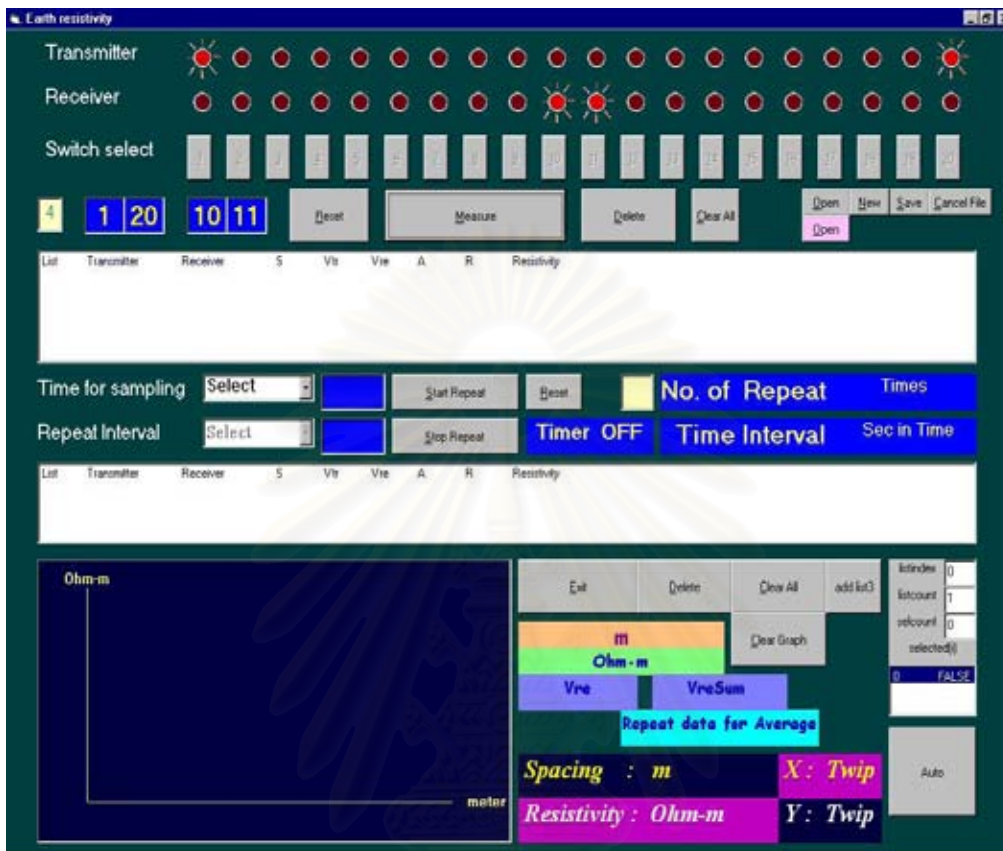 Earth resistivity
Transmitter
Receiver
Switch select
1 2 3 4 5 6 7 8 9 10 11 12 13 14 15 16 17 18 19 20
4 1 20 10 11 Reset Measure Delete Clear All Open New Save Cancel File
Open
List Transmitter Receiver S Vtr Vre A R Resistivity
Time for sampling Select Start Repeat Reset No. of Repeat Times
Repeat Interval Select Stop Repeat Timer OFF Time Interval Sec in Time
List Transmitter Receiver S Vtr Vre A R Resistivity
Ohm-m
meter
Exit Delete Clear All add list3
Clear Graph
m
Ohm-m
Vre VreSum
Repeat data for Average
Spacing : m X : Twip
Resistivity : Ohm-m Y : Twip
listindex 0
listcount 1
selcount 0
selected(i)
0 FALSE
Auto